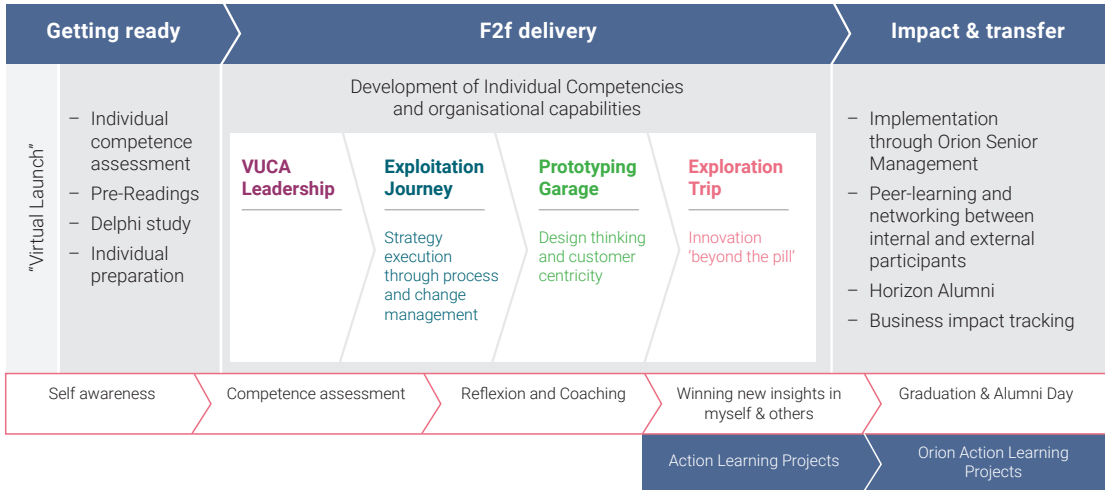 Getting ready
F2f delivery
Impact & transfer
"Virtual Launch"
– Individual
competence
assessment
– Pre-Readings
– Delphi study
– Individual
preparation
Development of Individual Competencies
and organisational capabilities
VUCA
Leadership
Exploitation
Journey
Strategy
execution
through process
and change
management
Prototyping
Garage
Design thinking
and customer
centricity
Exploration
Trip
Innovation
'beyond the pill'
– Implementation
through Orion Senior
Management
– Peer-learning and
networking between
internal and external
participants
– Horizon Alumni
– Business impact tracking
Self awareness
Competence assessment
Reflexion and Coaching
Winning new insights in
myself & others
Graduation & Alumni Day
Action Learning Projects
Orion Action Learning
Projects